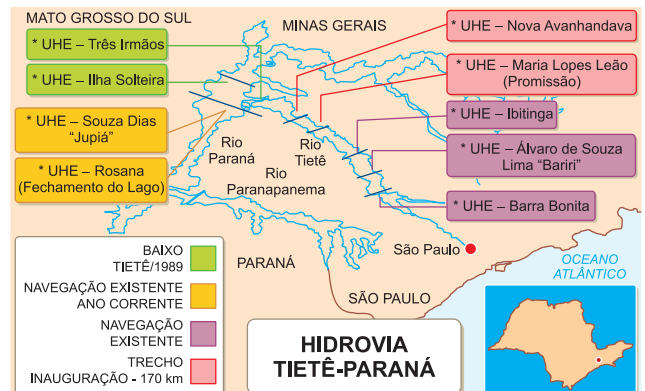 MATO GROSSO DO SUL
MINAS GERAIS
* UHE – Três Irmãos
* UHE – Ilha Solteira
* UHE – Souza Dias
“Jupiá”
* UHE – Rosana
(Fechamento do Lago)
* UHE – Nova Avanhandava
* UHE – Maria Lopes Leão
(Promissão)
* UHE – Ibitinga
* UHE – Álvaro de Souza
Lima “Bariri”
* UHE – Barra Bonita
Rio
Paraná
Rio
Tietê
Rio
Paranapanema
São Paulo
PARANÁ
SÃO PAULO
OCEANO
ATLÂNTICO
BAIXO
TIETÊ/1989
NAVEGAÇÃO EXISTENTE
ANO CORRENTE
NAVEGAÇÃO
EXISTENTE
TRECHO
INAUGURAÇÃO - 170 km
HIDROVIA
TIETÊ-PARANÁ